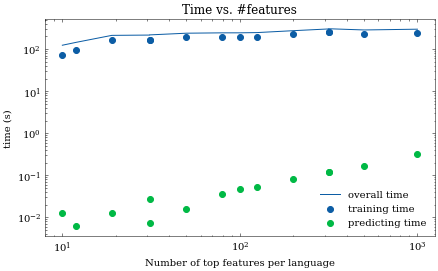 Time vs. #features
time (s)
10²
10¹
10⁰
10⁻¹
10⁻²
overall time
training time
predicting time
10¹
10²
10³
Number of top features per language